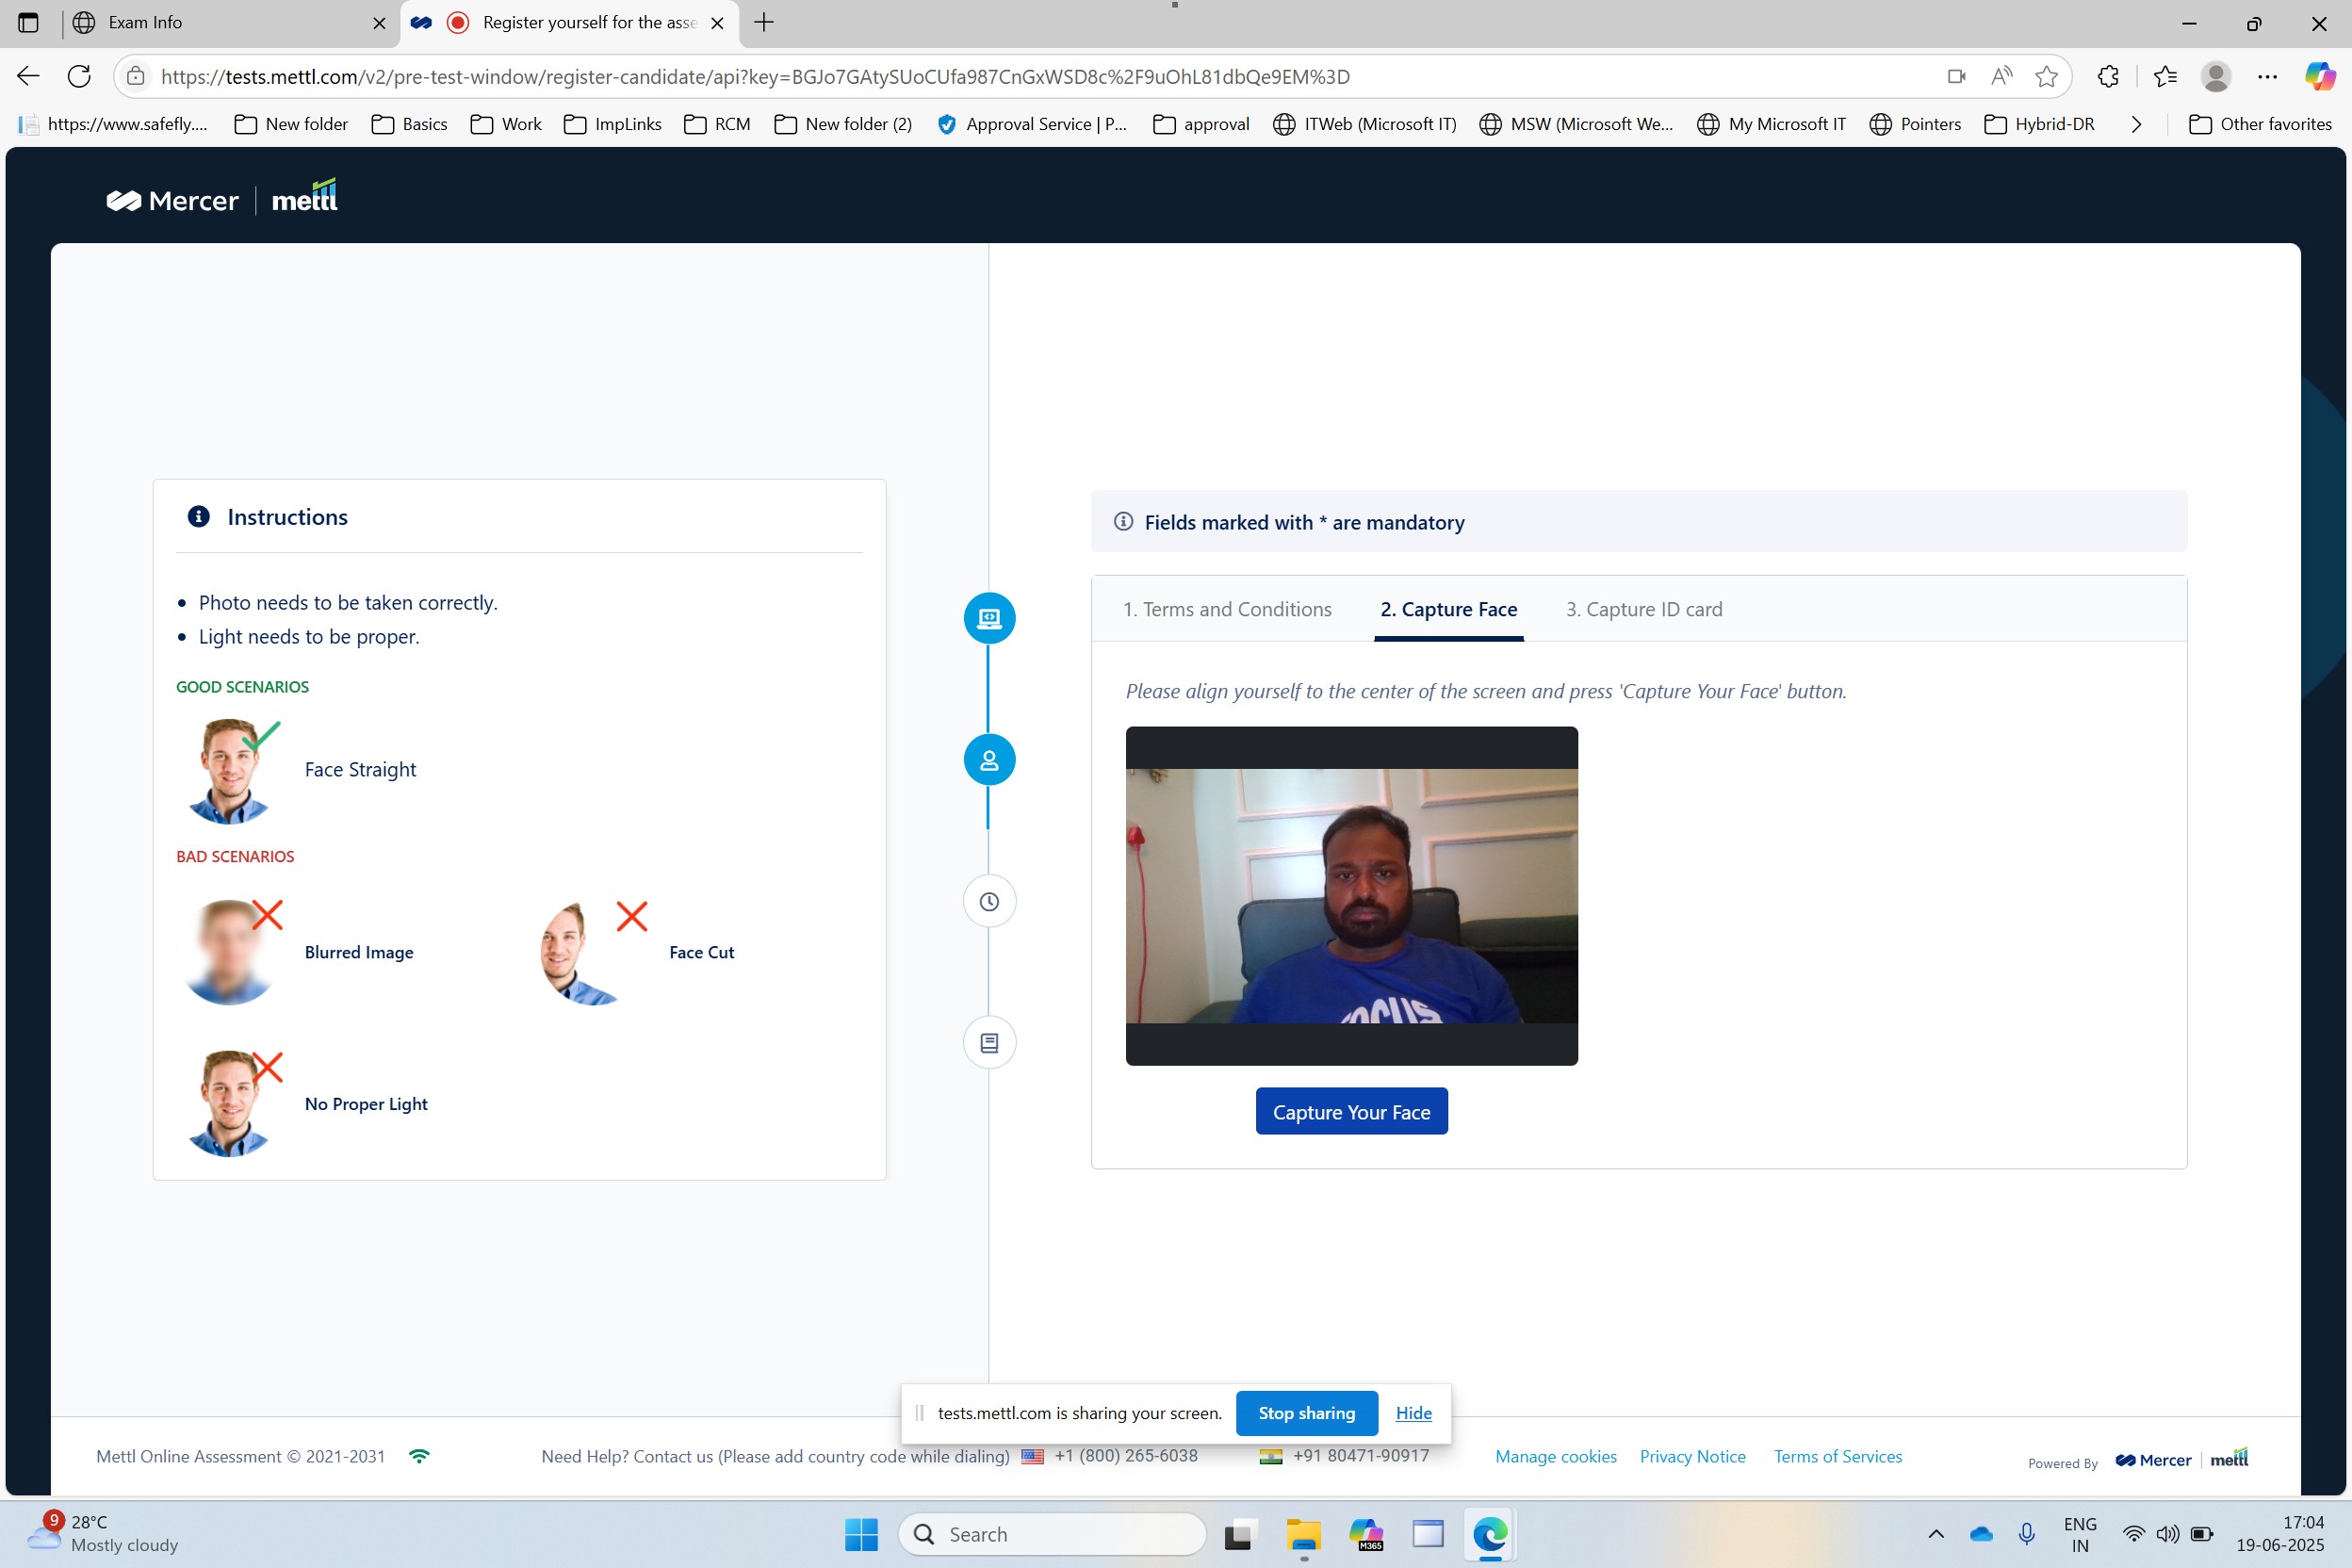 Exam Info
Register yourself for the asse
https://tests.mettl.com/v2/pre-test-window/register-candidate/api?key=BGJo7GAtySUoCUfa987CnGxWSD8c%2F9uOhL81dbQe9EM%3D
https://www.safefly.... New folder Basics Work ImpLinks RCM New folder (2) Approval Service | P... approval ITWeb (Microsoft IT) MSW (Microsoft We... My Microsoft IT Pointers Hybrid-DR Other favorites
Mercer | mettl
Instructions
Photo needs to be taken correctly.
Light needs to be proper.
GOOD SCENARIOS
Face Straight
BAD SCENARIOS
Blurred Image
Face Cut
No Proper Light
Fields marked with * are mandatory
1. Terms and Conditions 2. Capture Face 3. Capture ID card
Please align yourself to the center of the screen and press 'Capture Your Face' button.
FOCUS
Capture Your Face
tests.mettl.com is sharing your screen. Stop sharing Hide
Mettl Online Assessment © 2021-2031 Need Help? Contact us (Please add country code while dialing) +1 (800) 265-6038 +91 80471-90917 Manage cookies Privacy Notice Terms of Services Powered By Mercer | mettl
9
28°C
Mostly cloudy
Search
M365
ENG
IN
17:04
19-06-2025